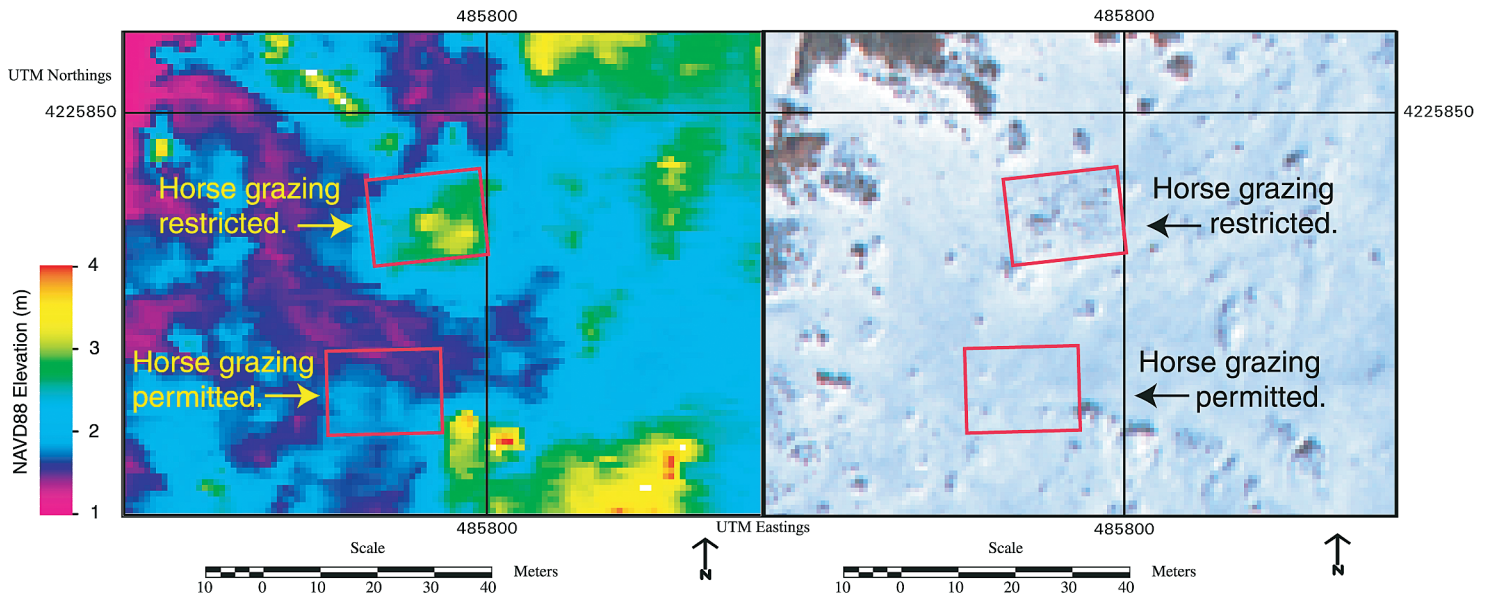 485800
485800
UTM Northings
4225850
4225850
Horse grazing
restricted.
Horse grazing
restricted.
NAVD88 Elevation (m)
4
3
2
1
Horse grazing
permitted.
Horse grazing
permitted.
485800
UTM Eastings
485800
Scale
10 0 10 20 30 40
Meters
N
Scale
10 0 10 20 30 40
Meters
N